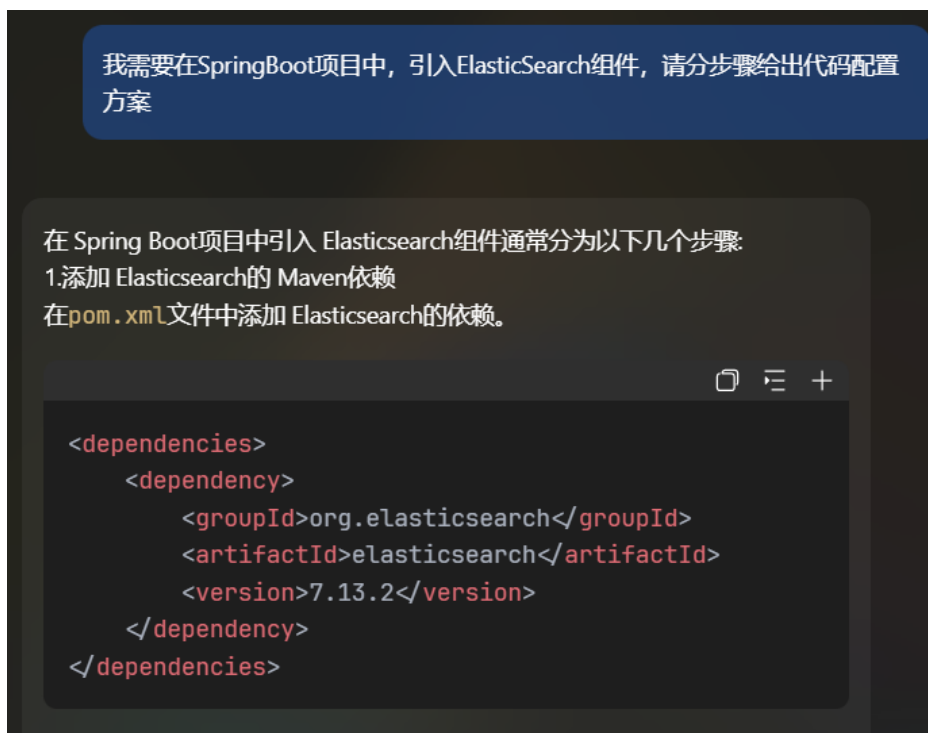 我需要在SpringBoot项目中，引入ElasticSearch组件，请分步骤给出代码配置
方案
在 Spring Boot项目中引入 Elasticsearch组件通常分为以下几个步骤:
1.添加 Elasticsearch的 Maven依赖
在pom.xml文件中添加 Elasticsearch的依赖。
<dependencies>
    <dependency>
        <groupId>org.elasticsearch</groupId>
        <artifactId>elasticsearch</artifactId>
        <version>7.13.2</version>
    </dependency>
</dependencies>